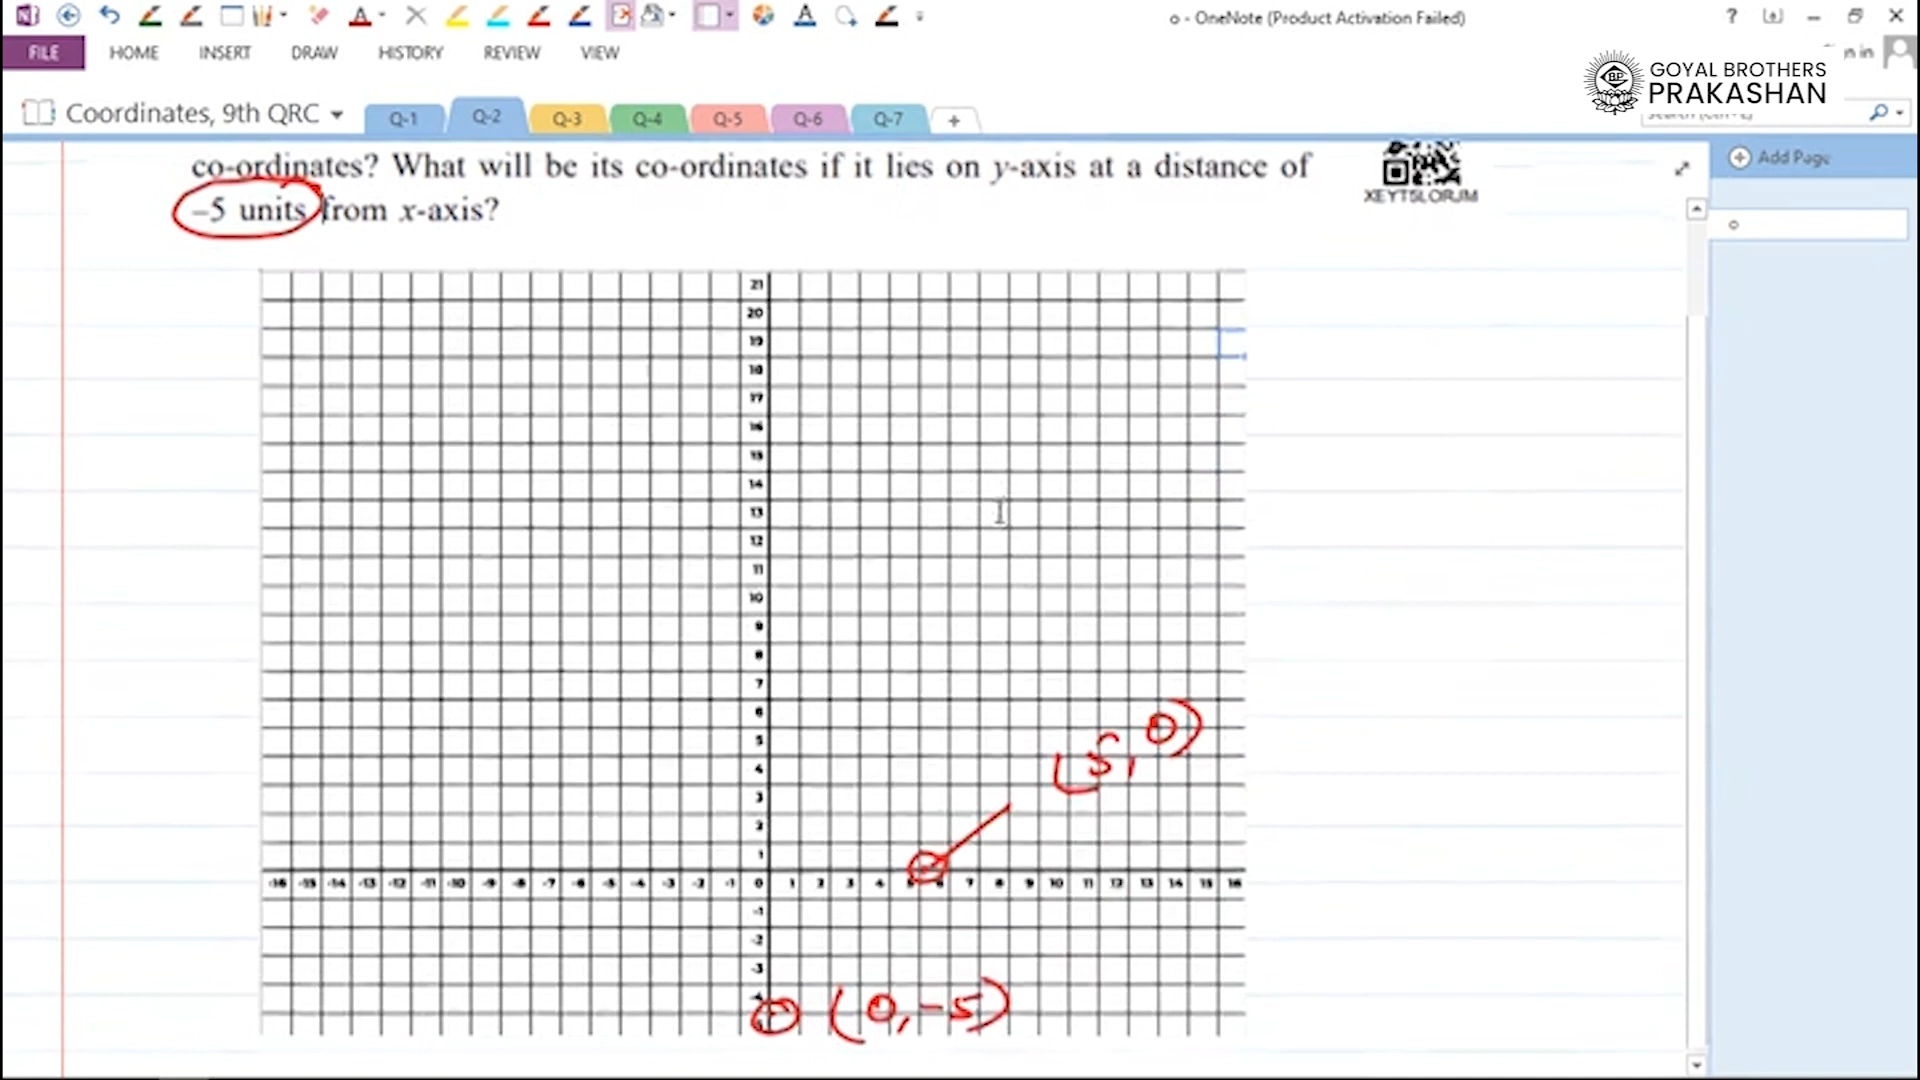 o - OneNote (Product Activation Failed)
FILE HOME INSERT DRAW HISTORY REVIEW VIEW
GOYAL BROTHERS
PRAKASHAN
Coordinates, 9th QRC
Q-1 Q-2 Q-3 Q-4 Q-5 Q-6 Q-7 +
Search (Ctrl+E)
Add Page
o
co-ordinates? What will be its co-ordinates if it lies on y-axis at a distance of
–5 units from x-axis?
XEYT5LORJM
21
20
19
18
17
16
15
14
13
12
11
10
9
8
7
6
5
4
3
2
1
(5, 0)
-16 -15 -14 -13 -12 -11 -10 -9 -8 -7 -6 -5 -4 -3 -2 -1 0 1 2 3 4 5 6 7 8 9 10 11 12 13 14 15 16
-1
-2
-3
(0, -5)